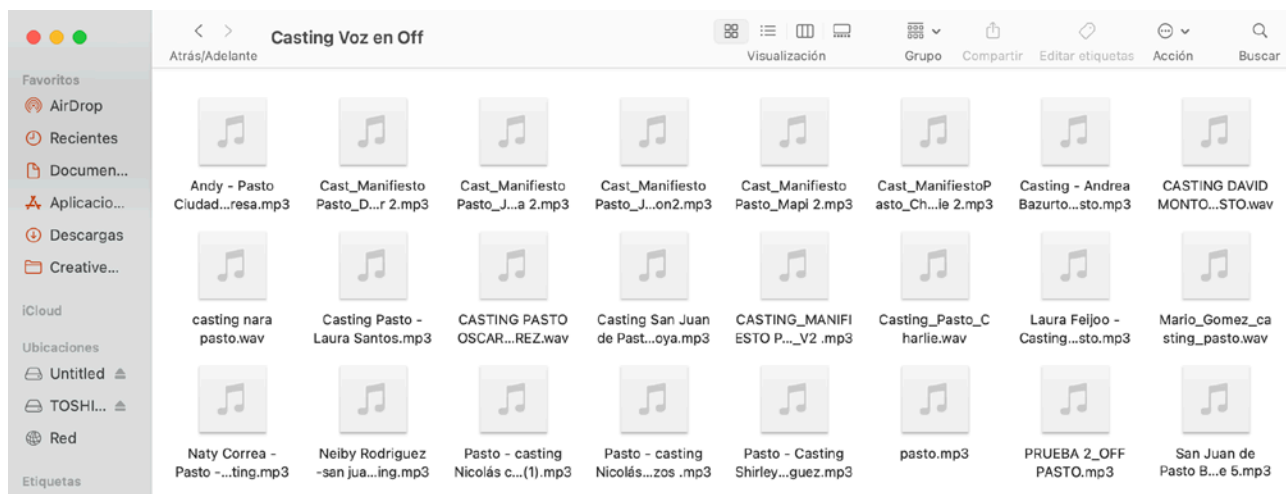 Casting Voz en Off
Atrás/Adelante
Visualización
Grupo
Compartir
Editar etiquetas
Acción
Buscar
Favoritos
AirDrop
Recientes
Documen...
Aplicacio...
Descargas
Creative...
iCloud
Ubicaciones
Untitled
TOSHI...
Red
Etiquetas
Andy - Pasto
Ciudad...resa.mp3
Cast_Manifiesto
Pasto_D...r 2.mp3
Cast_Manifiesto
Pasto_J...a 2.mp3
Cast_Manifiesto
Pasto_J...on2.mp3
Cast_Manifiesto
Pasto_Mapi 2.mp3
Cast_ManifiestoP
asto_Ch...ie 2.mp3
Casting - Andrea
Bazurto...sto.mp3
CASTING DAVID
MONTO...STO.wav
casting nara
pasto.wav
Casting Pasto -
Laura Santos.mp3
CASTING PASTO
OSCAR...REZ.wav
Casting San Juan
de Past...oya.mp3
CASTING_MANIFI
ESTO P..._V2 .mp3
Casting_Pasto_C
harlie.wav
Laura Feijoo -
Casting...sto.mp3
Mario_Gomez_ca
sting_pasto.wav
Naty Correa -
Pasto -...ting.mp3
Neiby Rodriguez
-san jua...ing.mp3
Pasto - casting
Nicolás c...(1).mp3
Pasto - casting
Nicolás...zos .mp3
Pasto - Casting
Shirley...guez.mp3
pasto.mp3
PRUEBA 2_OFF
PASTO.mp3
San Juan de
Pasto B...e 5.mp3